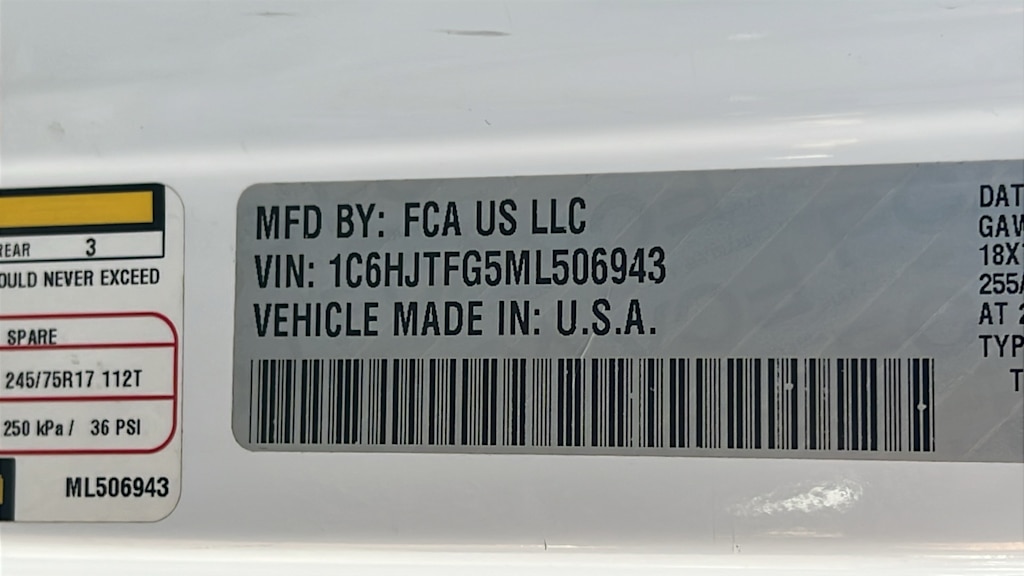 REAR 3
OULD NEVER EXCEED
SPARE
245/75R17 112T
250 kPa / 36 PSI
ML506943
MFD BY: FCA US LLC
VIN: 1C6HJTFG5ML506943
VEHICLE MADE IN: U.S.A.
DAT
GAW
18X
255/
AT 2
TYP
T